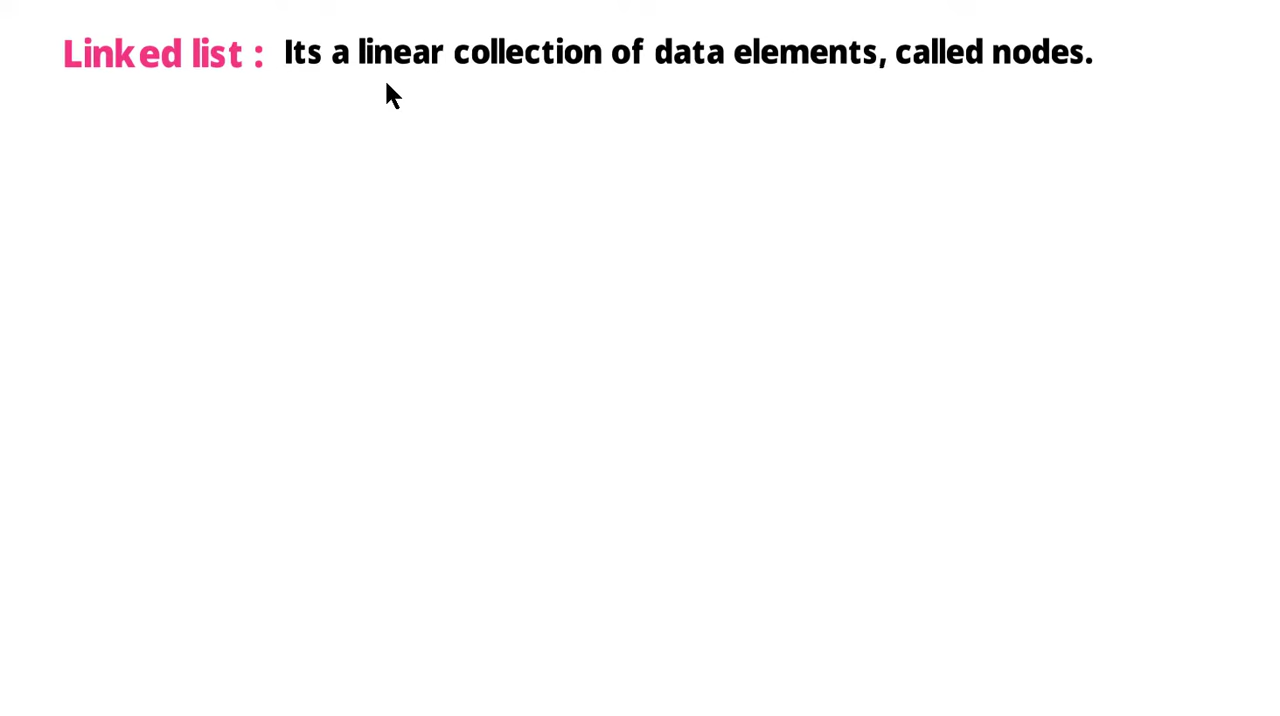 Linked list : Its a linear collection of data elements, called nodes.